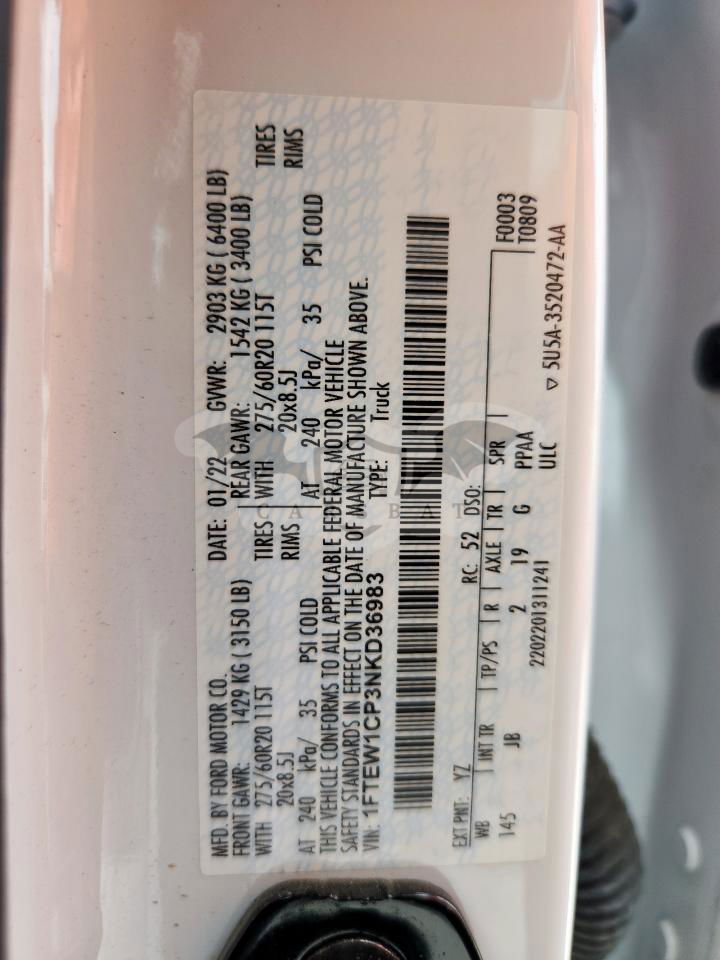 MFD. BY FORD MOTOR CO. DATE: 01/22 GVWR: 2903 KG ( 6400 LB)
FRONT GAWR: 1429 KG ( 3150 LB) REAR GAWR: 1542 KG ( 3400 LB)
WITH 275/60R20 115T TIRES WITH 275/60R20 115T TIRES
20x8.5J RIMS 20x8.5J RIMS
AT 240 kPa/ 35 PSI COLD AT 240 kPa/ 35 PSI COLD
THIS VEHICLE CONFORMS TO ALL APPLICABLE FEDERAL MOTOR VEHICLE
SAFETY STANDARDS IN EFFECT ON THE DATE OF MANUFACTURE SHOWN ABOVE.
VIN: 1FTEW1CP3NKD36983 TYPE: Truck
EXT PNT: YZ RC: 52 DSO: F0003
WB INT TR TP/PS R AXLE TR SPR T0809
145 JB 2 19 G PPAA
2202201311241 ULC
5U5A-3520472-AA
CARSBAT